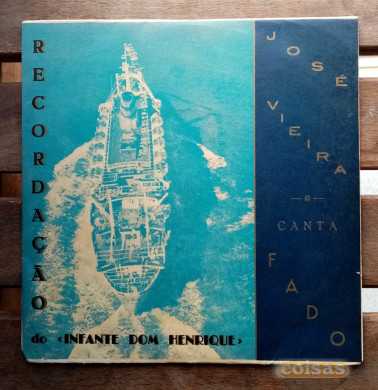 RECORDAÇÃO
do «INFANTE DOM HENRIQUE»
JOSÉ
VIEIRA
CANTA
FADO
coisas